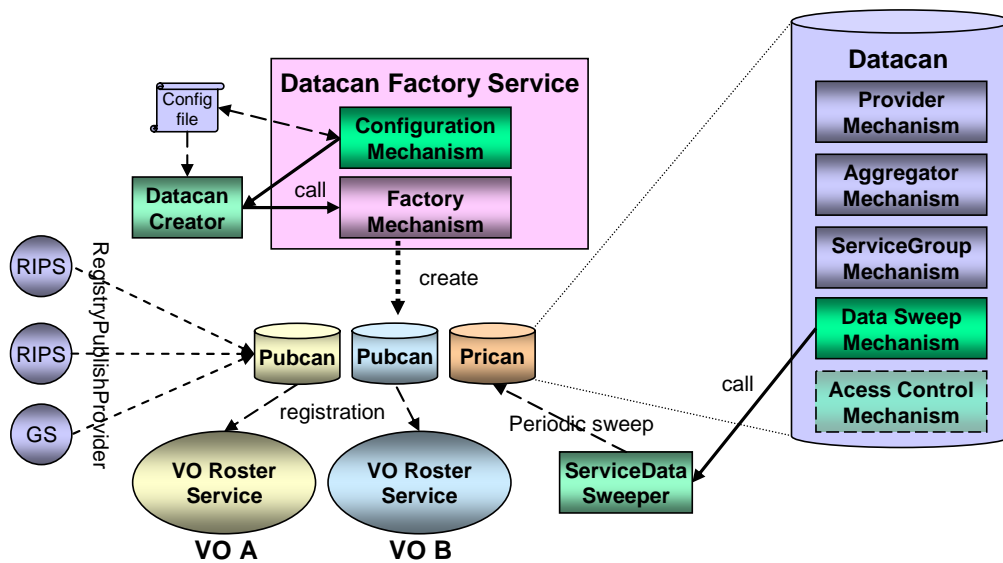 Datacan Factory Service
Config
file
Configuration
Mechanism
Datacan
Creator
call
Factory
Mechanism
create
RIPS
RIPS
GS
RegistryPublishProvider
Pubcan
Pubcan
Prican
registration
Periodic sweep
VO Roster
Service
VO Roster
Service
VO A
VO B
ServiceData
Sweeper
call
Datacan
Provider
Mechanism
Aggregator
Mechanism
ServiceGroup
Mechanism
Data Sweep
Mechanism
Acess Control
Mechanism